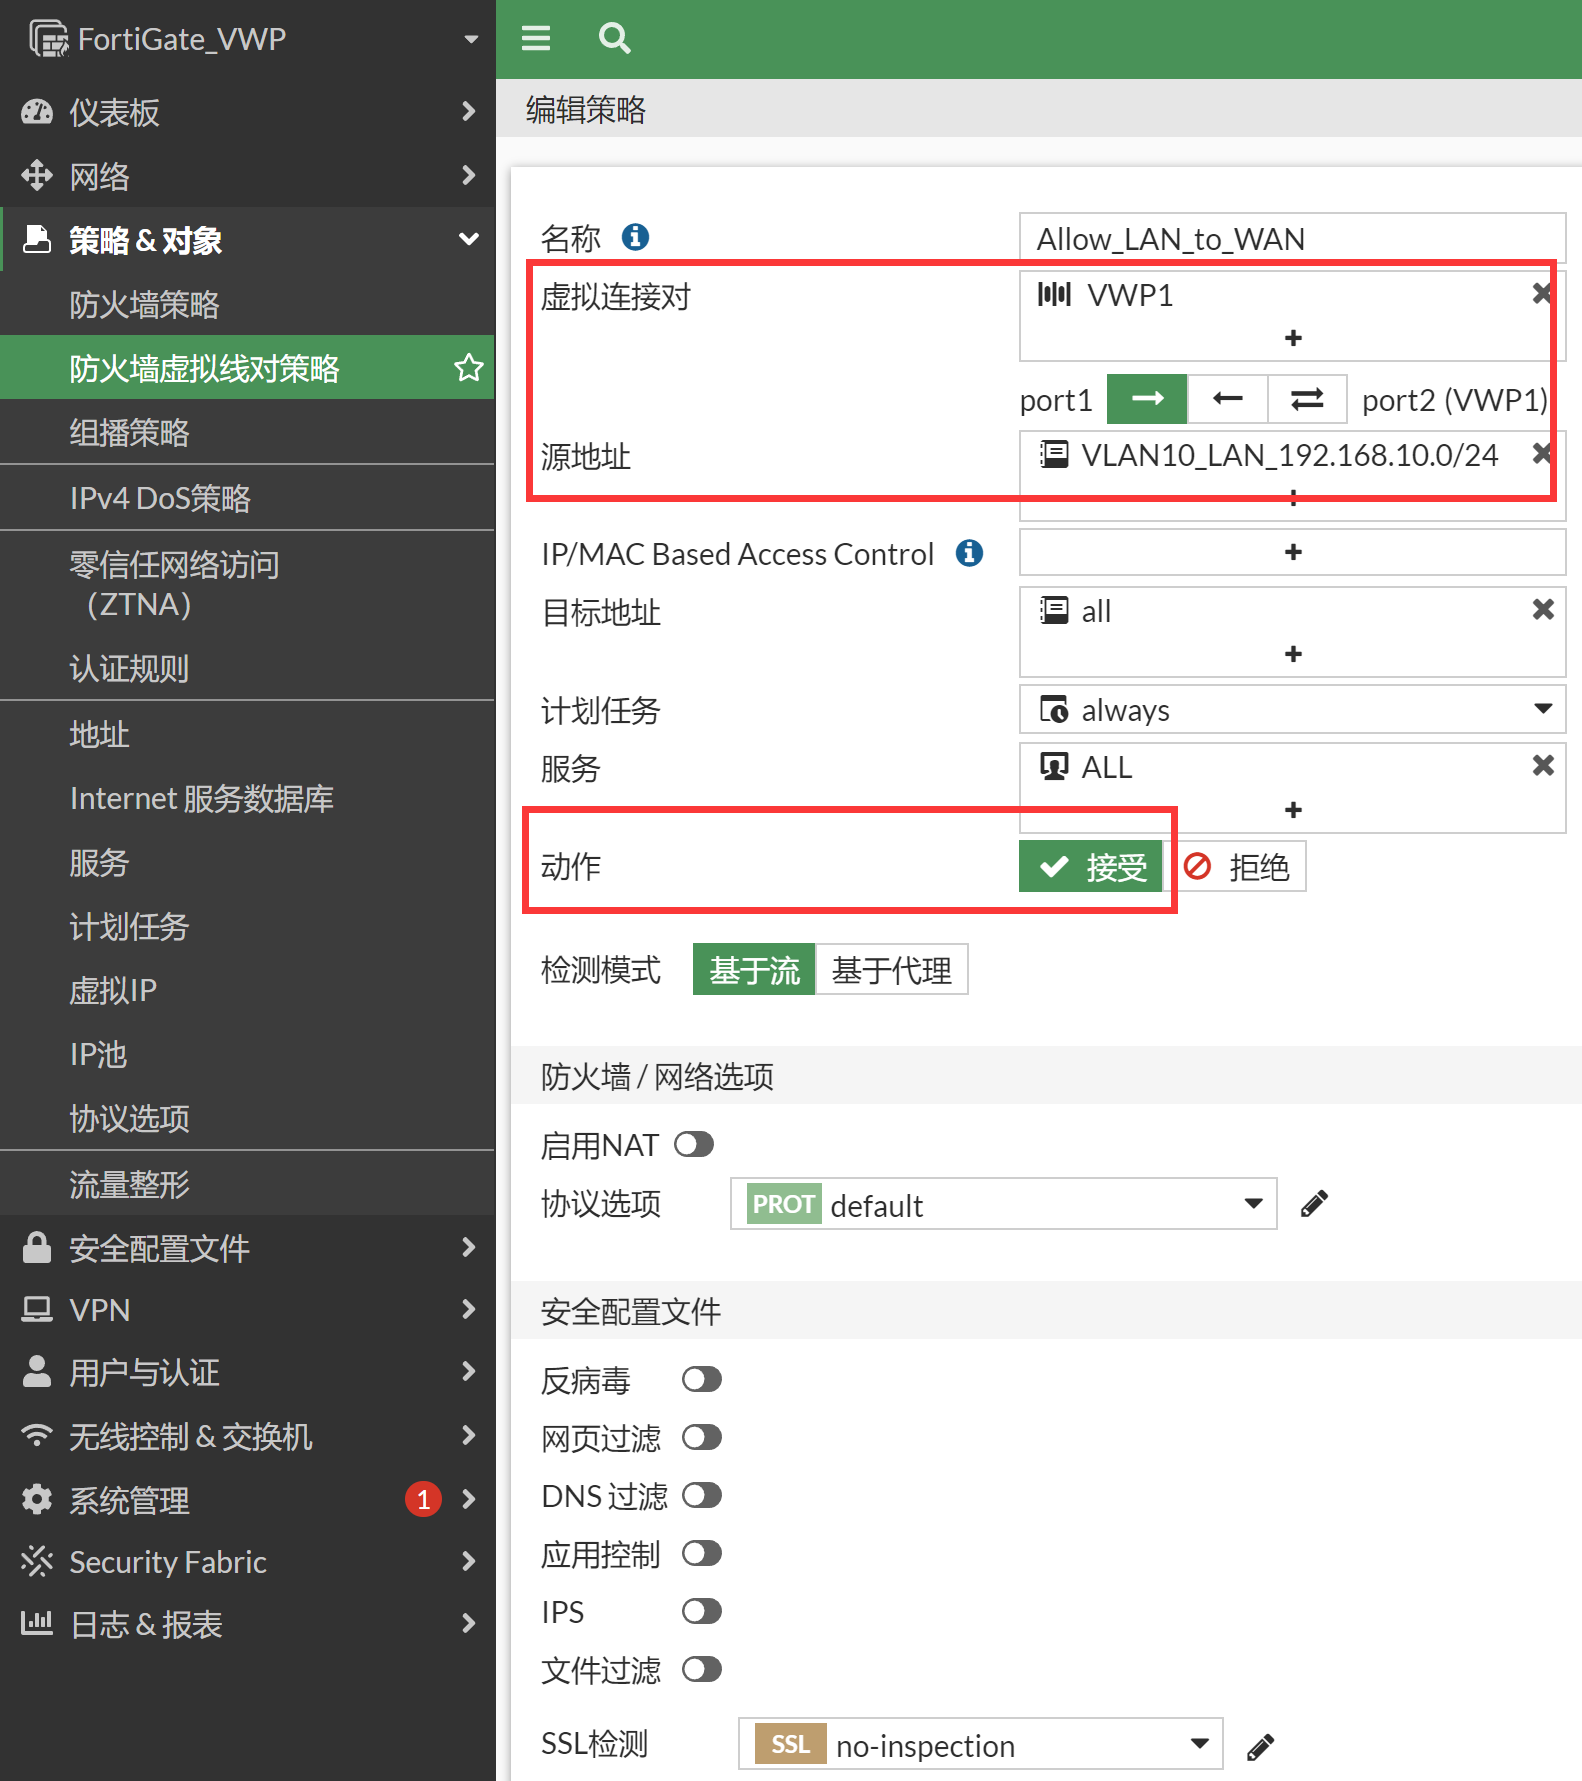 FortiGate_VWP
仪表板
网络
策略 & 对象
防火墙策略
防火墙虚拟线对策略
组播策略
IPv4 DoS策略
零信任网络访问
（ZTNA）
认证规则
地址
Internet 服务数据库
服务
计划任务
虚拟IP
IP池
协议选项
流量整形
安全配置文件
VPN
用户与认证
无线控制 & 交换机
系统管理 1
Security Fabric
日志 & 报表
编辑策略
名称 Allow_LAN_to_WAN
虚拟连接对 VWP1
port1 port2 (VWP1)
源地址 VLAN10_LAN_192.168.10.0/24
IP/MAC Based Access Control
目标地址 all
计划任务 always
服务 ALL
动作 接受 拒绝
检测模式 基于流 基于代理
防火墙 / 网络选项
启用NAT
协议选项 PROT default
安全配置文件
反病毒
网页过滤
DNS 过滤
应用控制
IPS
文件过滤
SSL检测 SSL no-inspection